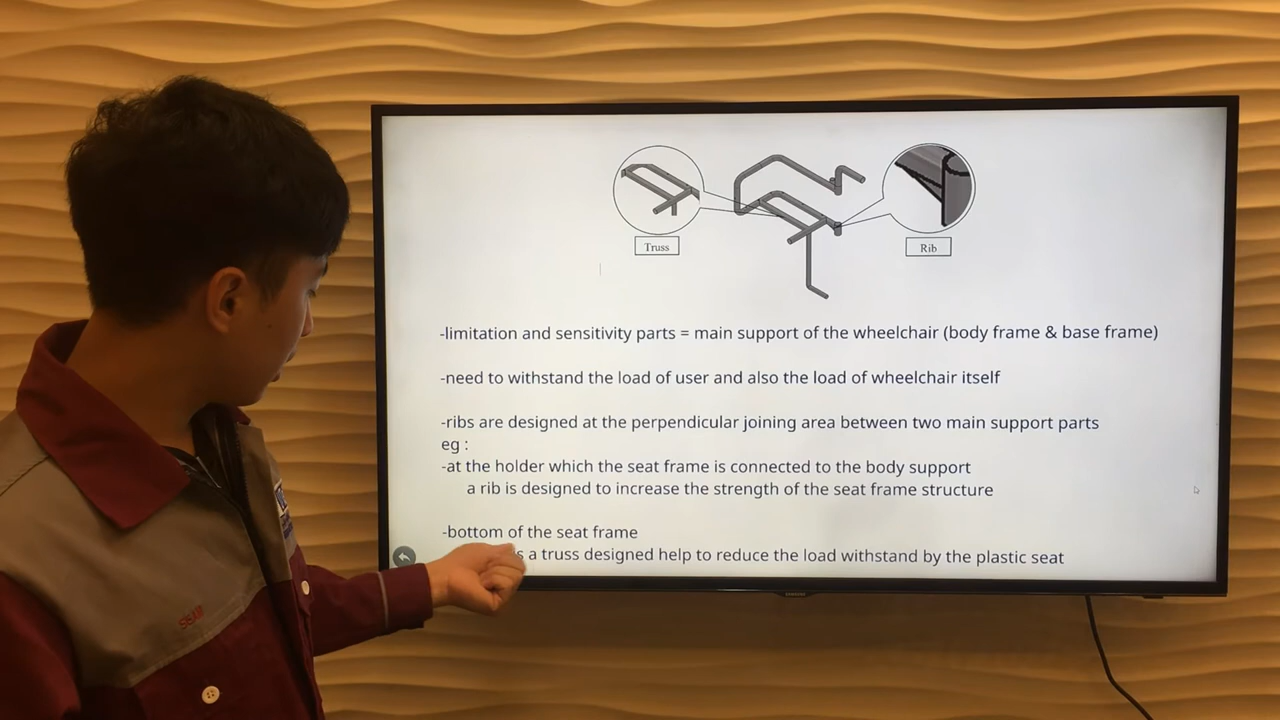 Truss
Rib
-limitation and sensitivity parts = main support of the wheelchair (body frame & base frame)
-need to withstand the load of user and also the load of wheelchair itself
-ribs are designed at the perpendicular joining area between two main support parts
eg :
-at the holder which the seat frame is connected to the body support
a rib is designed to increase the strength of the seat frame structure
-bottom of the seat frame
a truss designed help to reduce the load withstand by the plastic seat
SAMSUNG